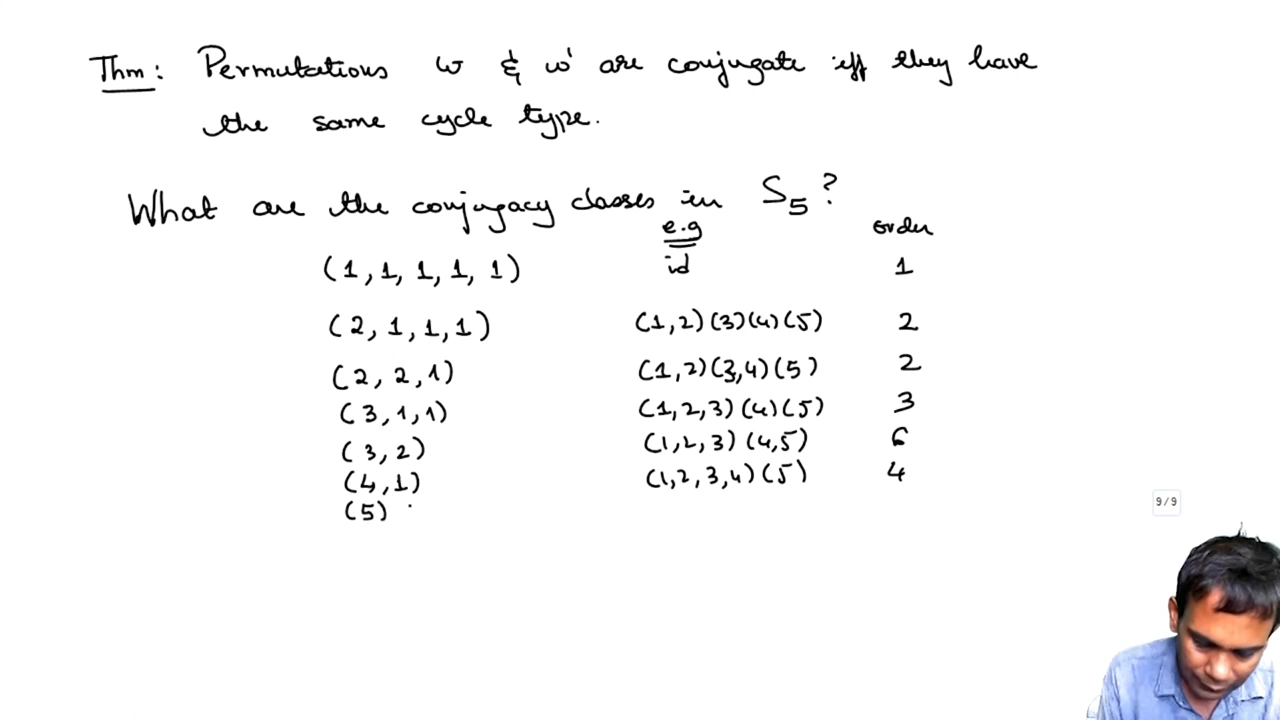 Thm: Permutations w & w' are conjugate iff they have
the same cycle type.
What are the conjugacy classes in S₅?
e.g order
(1, 1, 1, 1, 1) id 1
(2, 1, 1, 1) (1,2)(3)(4)(5) 2
(2, 2, 1) (1,2)(3,4)(5) 2
(3,1,1) (1,2,3)(4)(5) 3
(3,2) (1,2,3)(4,5) 6
(4,1) (1,2,3,4)(5) 4
(5)
9/9